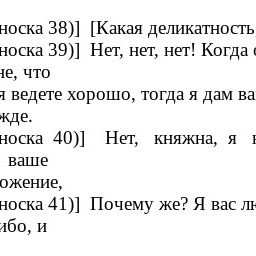 носка 38)] [Какая деликатность,
носка 39)] Нет, нет, нет! Когда
не, что
я ведете хорошо, тогда я дам ва
жде.
носка 40)] Нет, княжна, я
ваше
ожение,
носка 41)] Почему же? Я вас лю
ибо, и